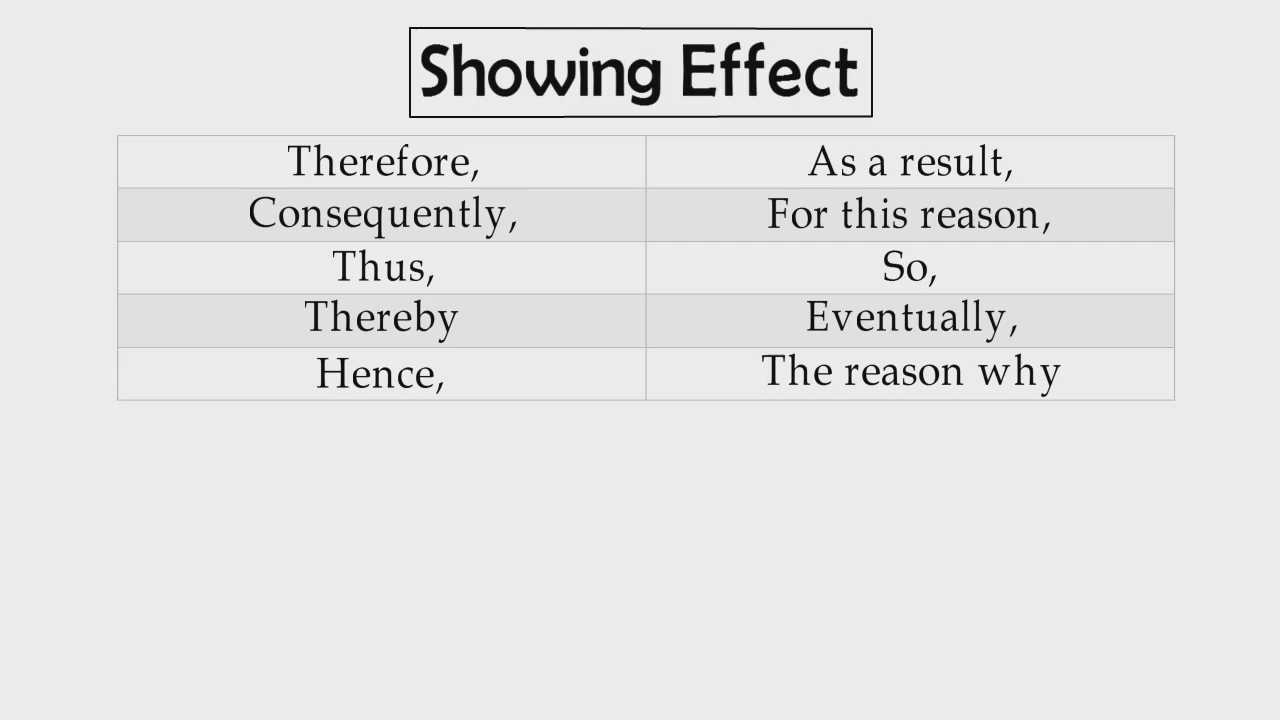 Showing Effect
Therefore, As a result,
Consequently, For this reason,
Thus, So,
Thereby Eventually,
Hence, The reason why